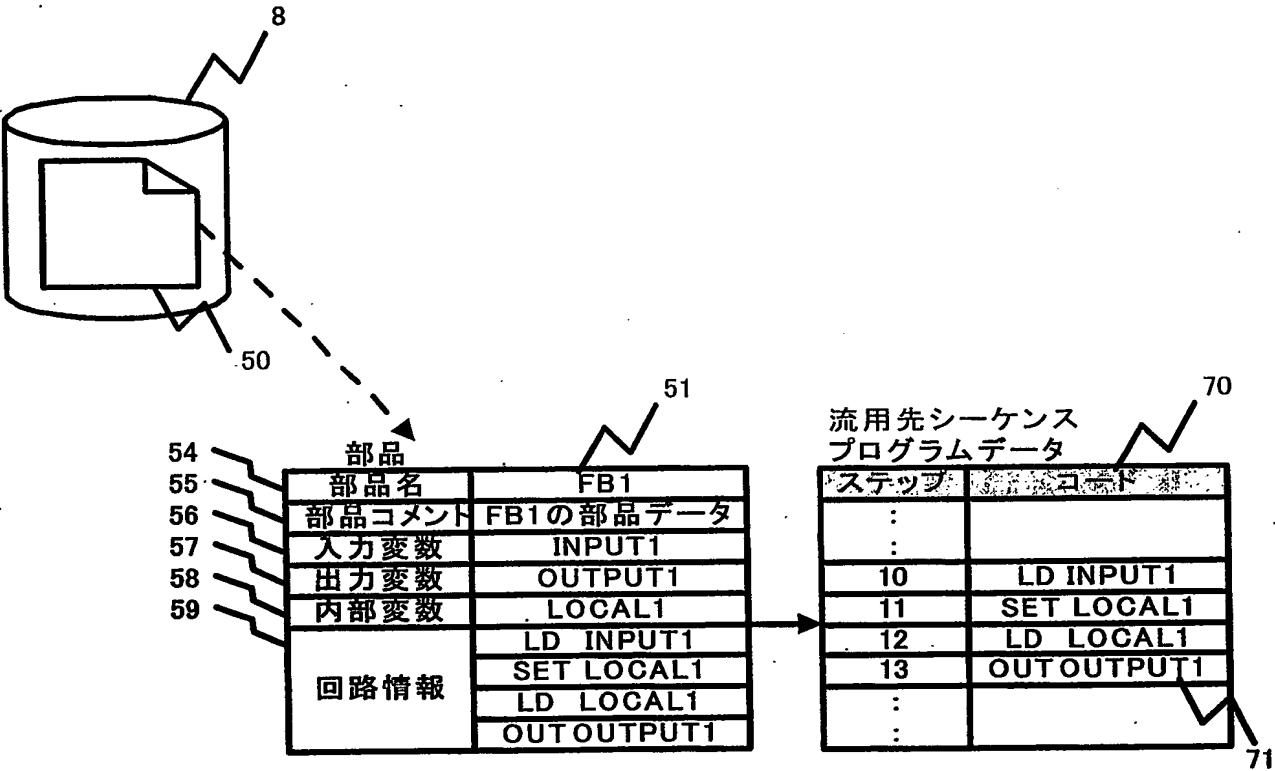 8
50
51
70
流用先シーケンス
プログラムデータ
部品
54
55
56
57
58
59
部品名 FB1
部品コメント FB1の部品データ
入力変数 INPUT1
出力変数 OUTPUT1
内部変数 LOCAL1
回路情報
LD INPUT1
SET LOCAL1
LD LOCAL1
OUT OUTPUT1
ステップ コード
:
:
10 LD INPUT1
11 SET LOCAL1
12 LD LOCAL1
13 OUT OUTPUT1
:
:
71